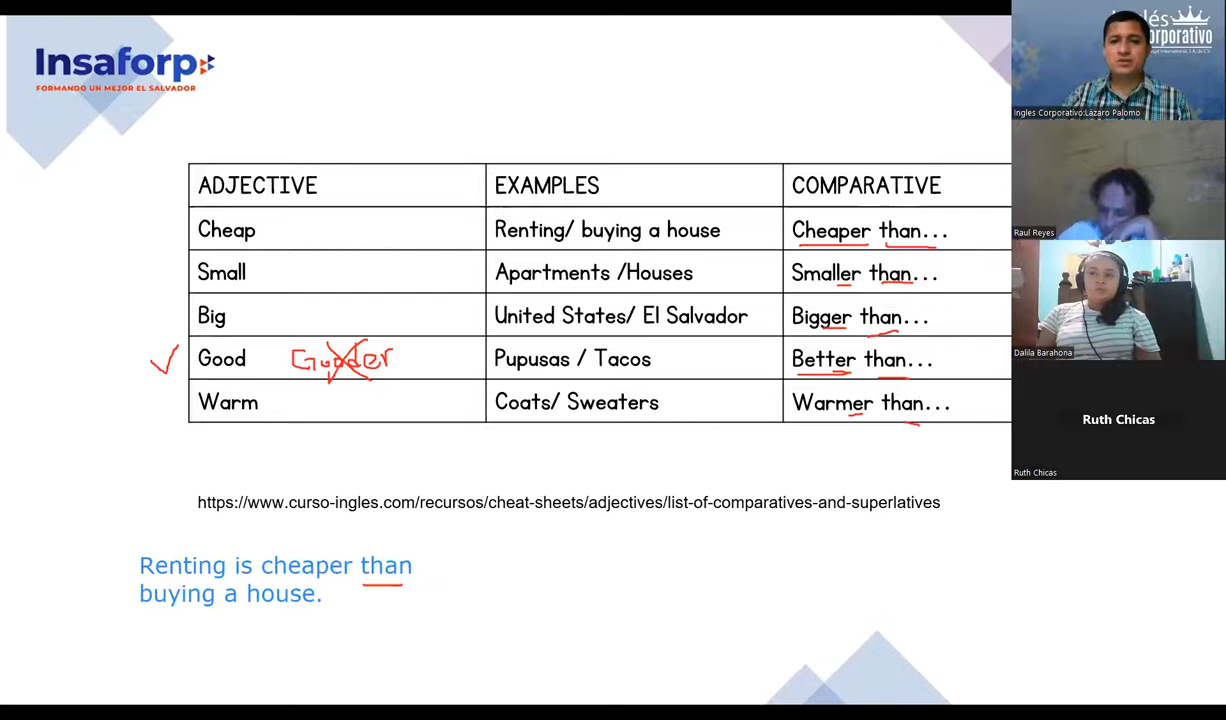 Insaforp
FORMANDO UN MEJOR EL SALVADOR
ADJECTIVE EXAMPLES COMPARATIVE
Cheap Renting/ buying a house Cheaper than...
Small Apartments /Houses Smaller than...
Big United States/ El Salvador Bigger than...
Good Gooder Pupusas / Tacos Better than...
Warm Coats/ Sweaters Warmer than...
https://www.curso-ingles.com/recursos/cheat-sheets/adjectives/list-of-comparatives-and-superlatives
Renting is cheaper than
buying a house.
Inglés
Corporativo
Ingles Corporativo:Lazaro Palomo
Raul Reyes
Dalila Barahona
Ruth Chicas
Ruth Chicas